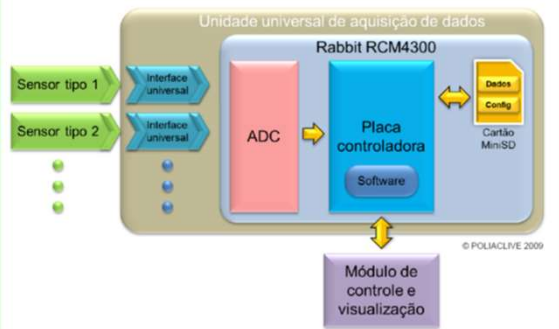 Unidade universal de aquisição de dados
Rabbit RCM4300
Sensor tipo 1
Interface
universal
Sensor tipo 2
Interface
universal
ADC
Placa
controladora
Software
Dados
Config
Cartão
MiniSD
© POLIACLIVE 2009
Módulo de
controle e
visualização